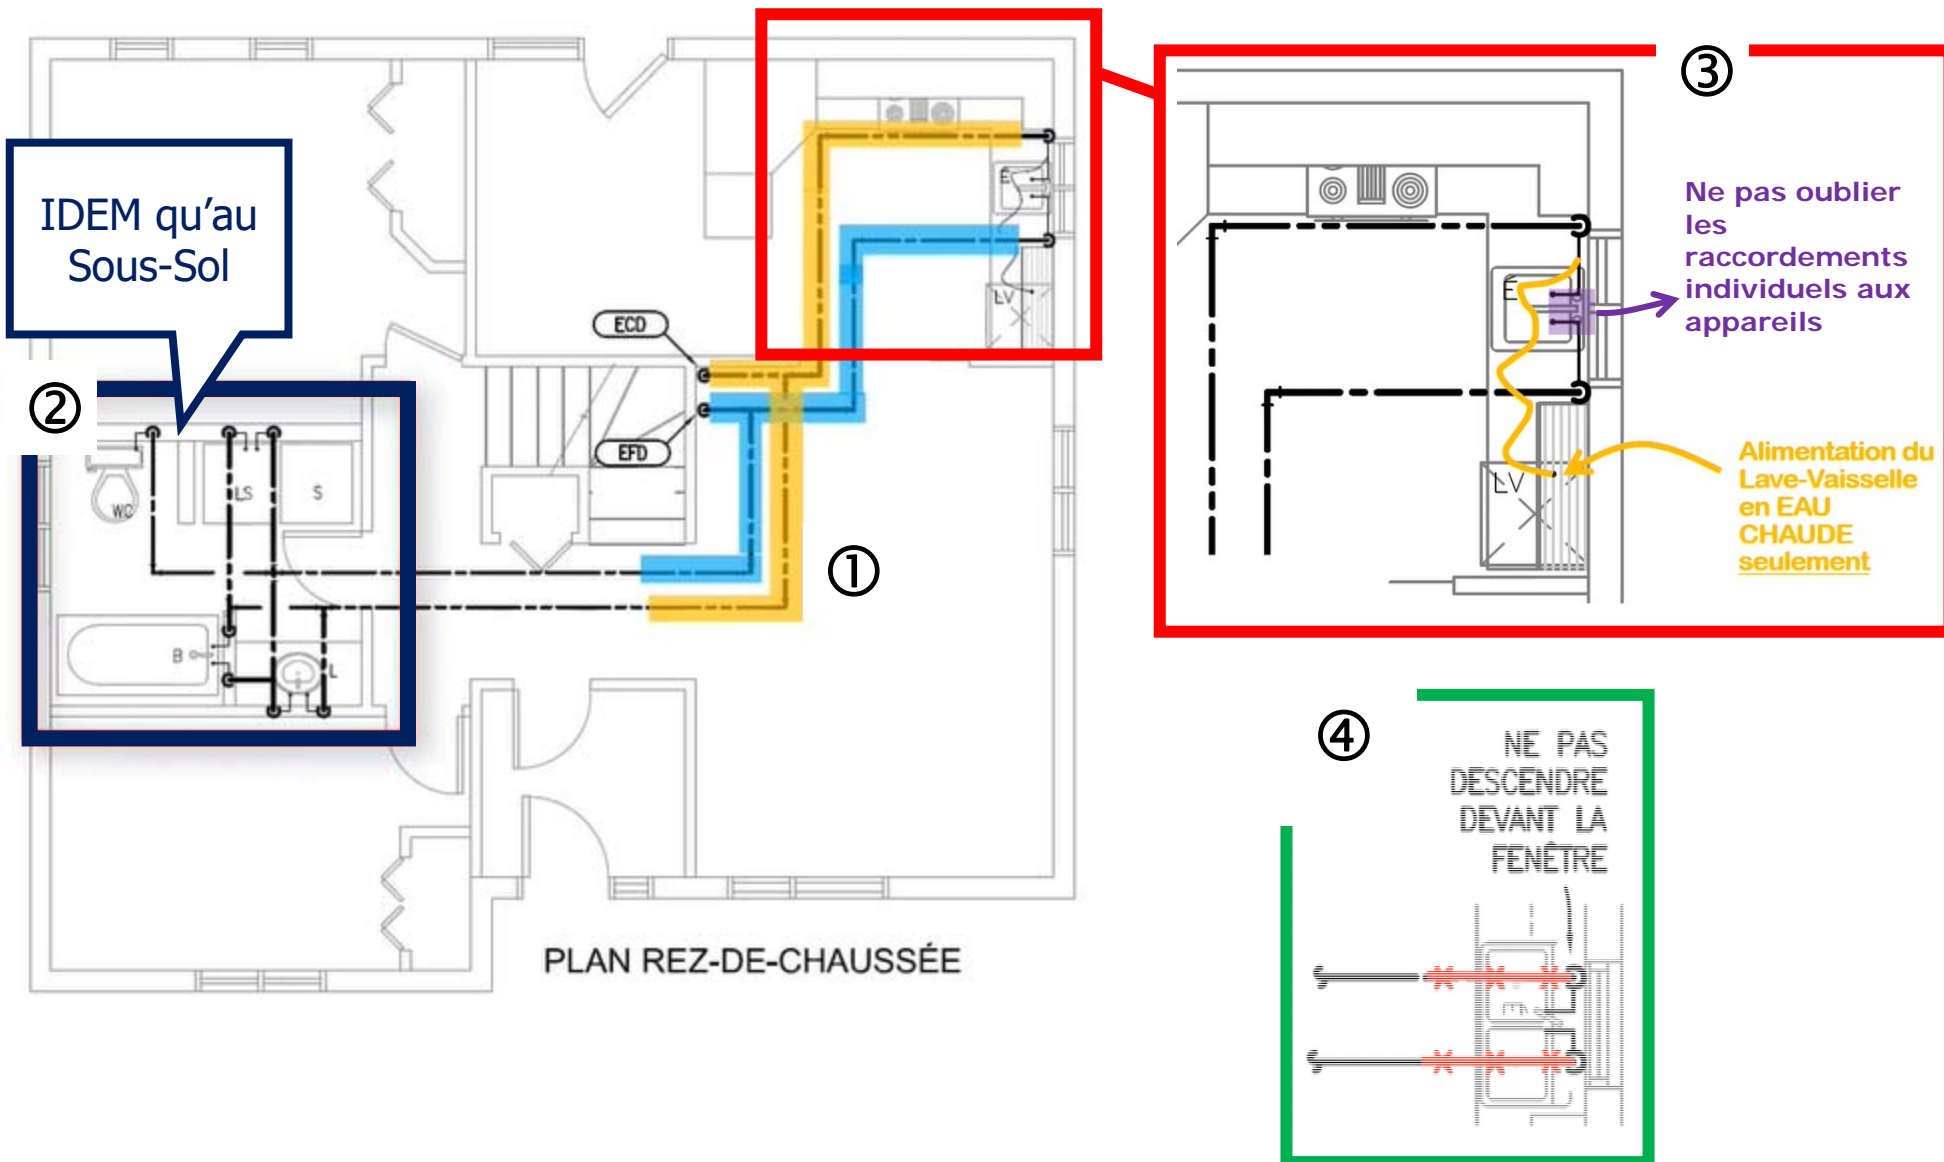 ③
IDEM qu'au
Sous-Sol
②
WC
LS
S
B
L
ECD
EFD
E
LV
①
E
LV
Ne pas oublier
les
raccordements
individuels aux
appareils
Alimentation du
Lave-Vaisselle
en EAU
CHAUDE
seulement
④
NE PAS
DESCENDRE
DEVANT LA
FENÊTRE
E
PLAN REZ-DE-CHAUSSÉE